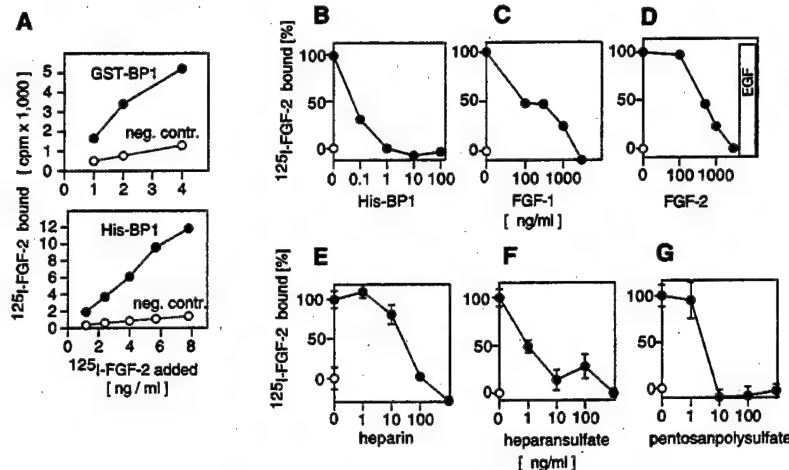 A
GST-BP1
neg. contr.
5
4
3
2
1
0
0 1 2 3 4
[ cpm x 1,000 ]
125I-FGF-2 bound
His-BP1
neg. contr.
12
10
8
6
4
2
0
0 2 4 6 8
125I-FGF-2 added
[ ng / ml ]
B
125I-FGF-2 bound [%]
100
50
0
0 0.1 1 10 100
His-BP1
C
100
50
0
0 100 1000
FGF-1
[ ng/ml ]
D
100
50
0
EGF
0 100 1000
FGF-2
E
125I-FGF-2 bound [%]
100
50
0
0 1 10 100
heparin
F
100
50
0
0 1 10 100
heparansulfate
[ ng/ml ]
G
100
50
0
0 1 10 100
pentosanpolysulfate